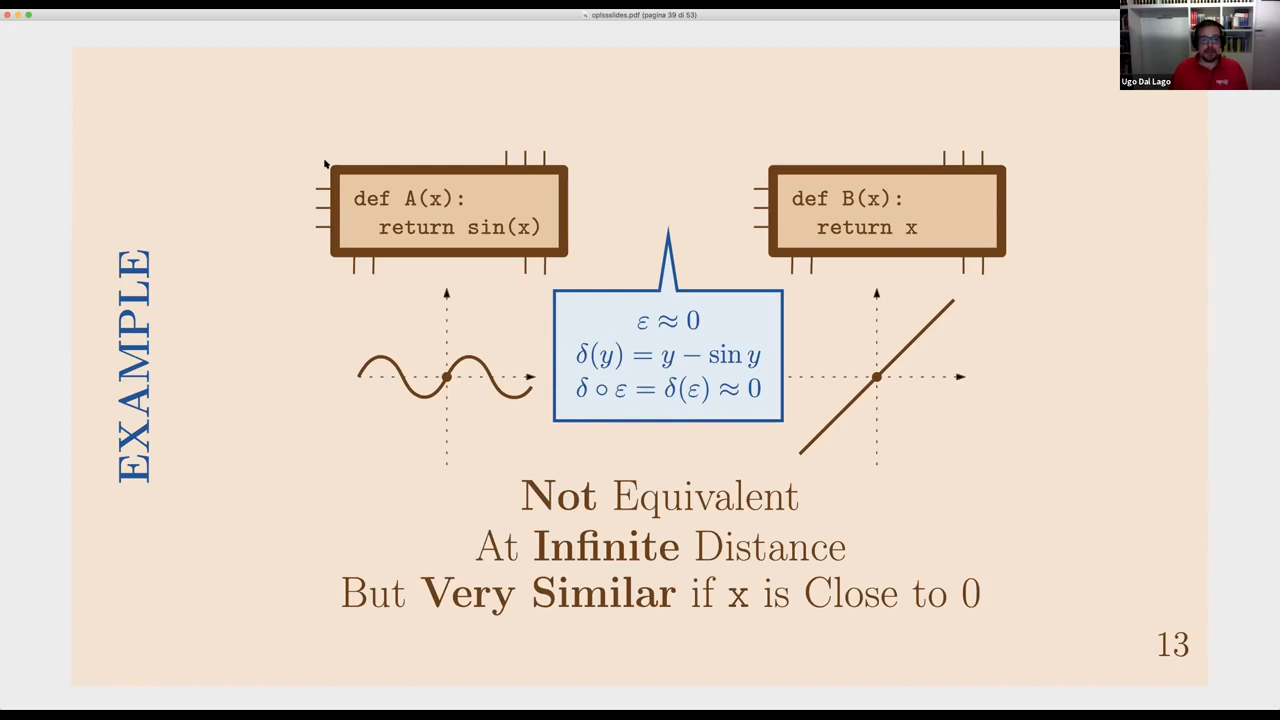 oplssslides.pdf (pagina 39 di 53)
Ugo Dal Lago
EXAMPLE
def A(x):
return sin(x)
def B(x):
return x
ε ≈ 0
δ(y) = y − sin y
δ ∘ ε = δ(ε) ≈ 0
Not Equivalent
At Infinite Distance
But Very Similar if x is Close to 0
13